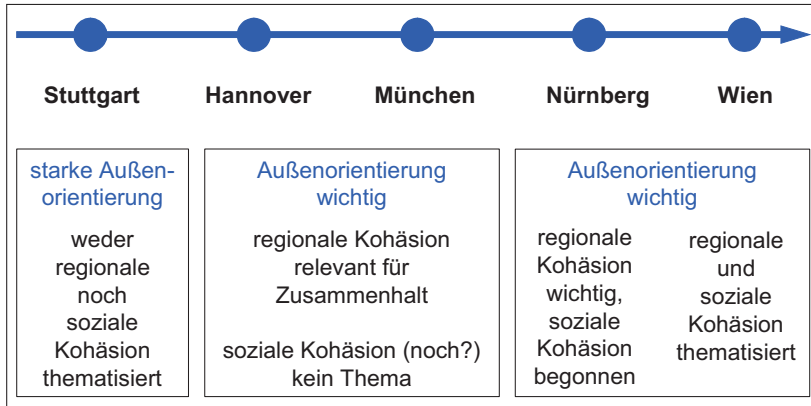 Stuttgart Hannover München Nürnberg Wien
starke Außen-
orientierung
weder
regionale
noch
soziale
Kohäsion
thematisiert
Außenorientierung
wichtig
regionale Kohäsion
relevant für
Zusammenhalt
soziale Kohäsion (noch?)
kein Thema
Außenorientierung
wichtig
regionale
Kohäsion
wichtig,
soziale
Kohäsion
begonnen
regionale
und
soziale
Kohäsion
thematisiert